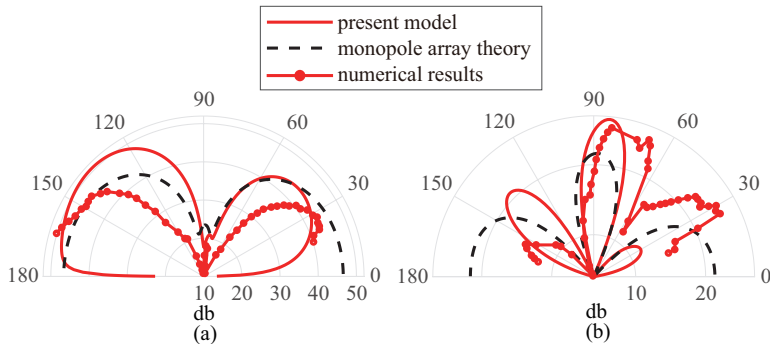 present model
monopole array theory
numerical results
90
120
60
150
30
180
0
10 20 30 40 50
db
(a)
90
120
60
150
30
180
0
10 20
db
(b)